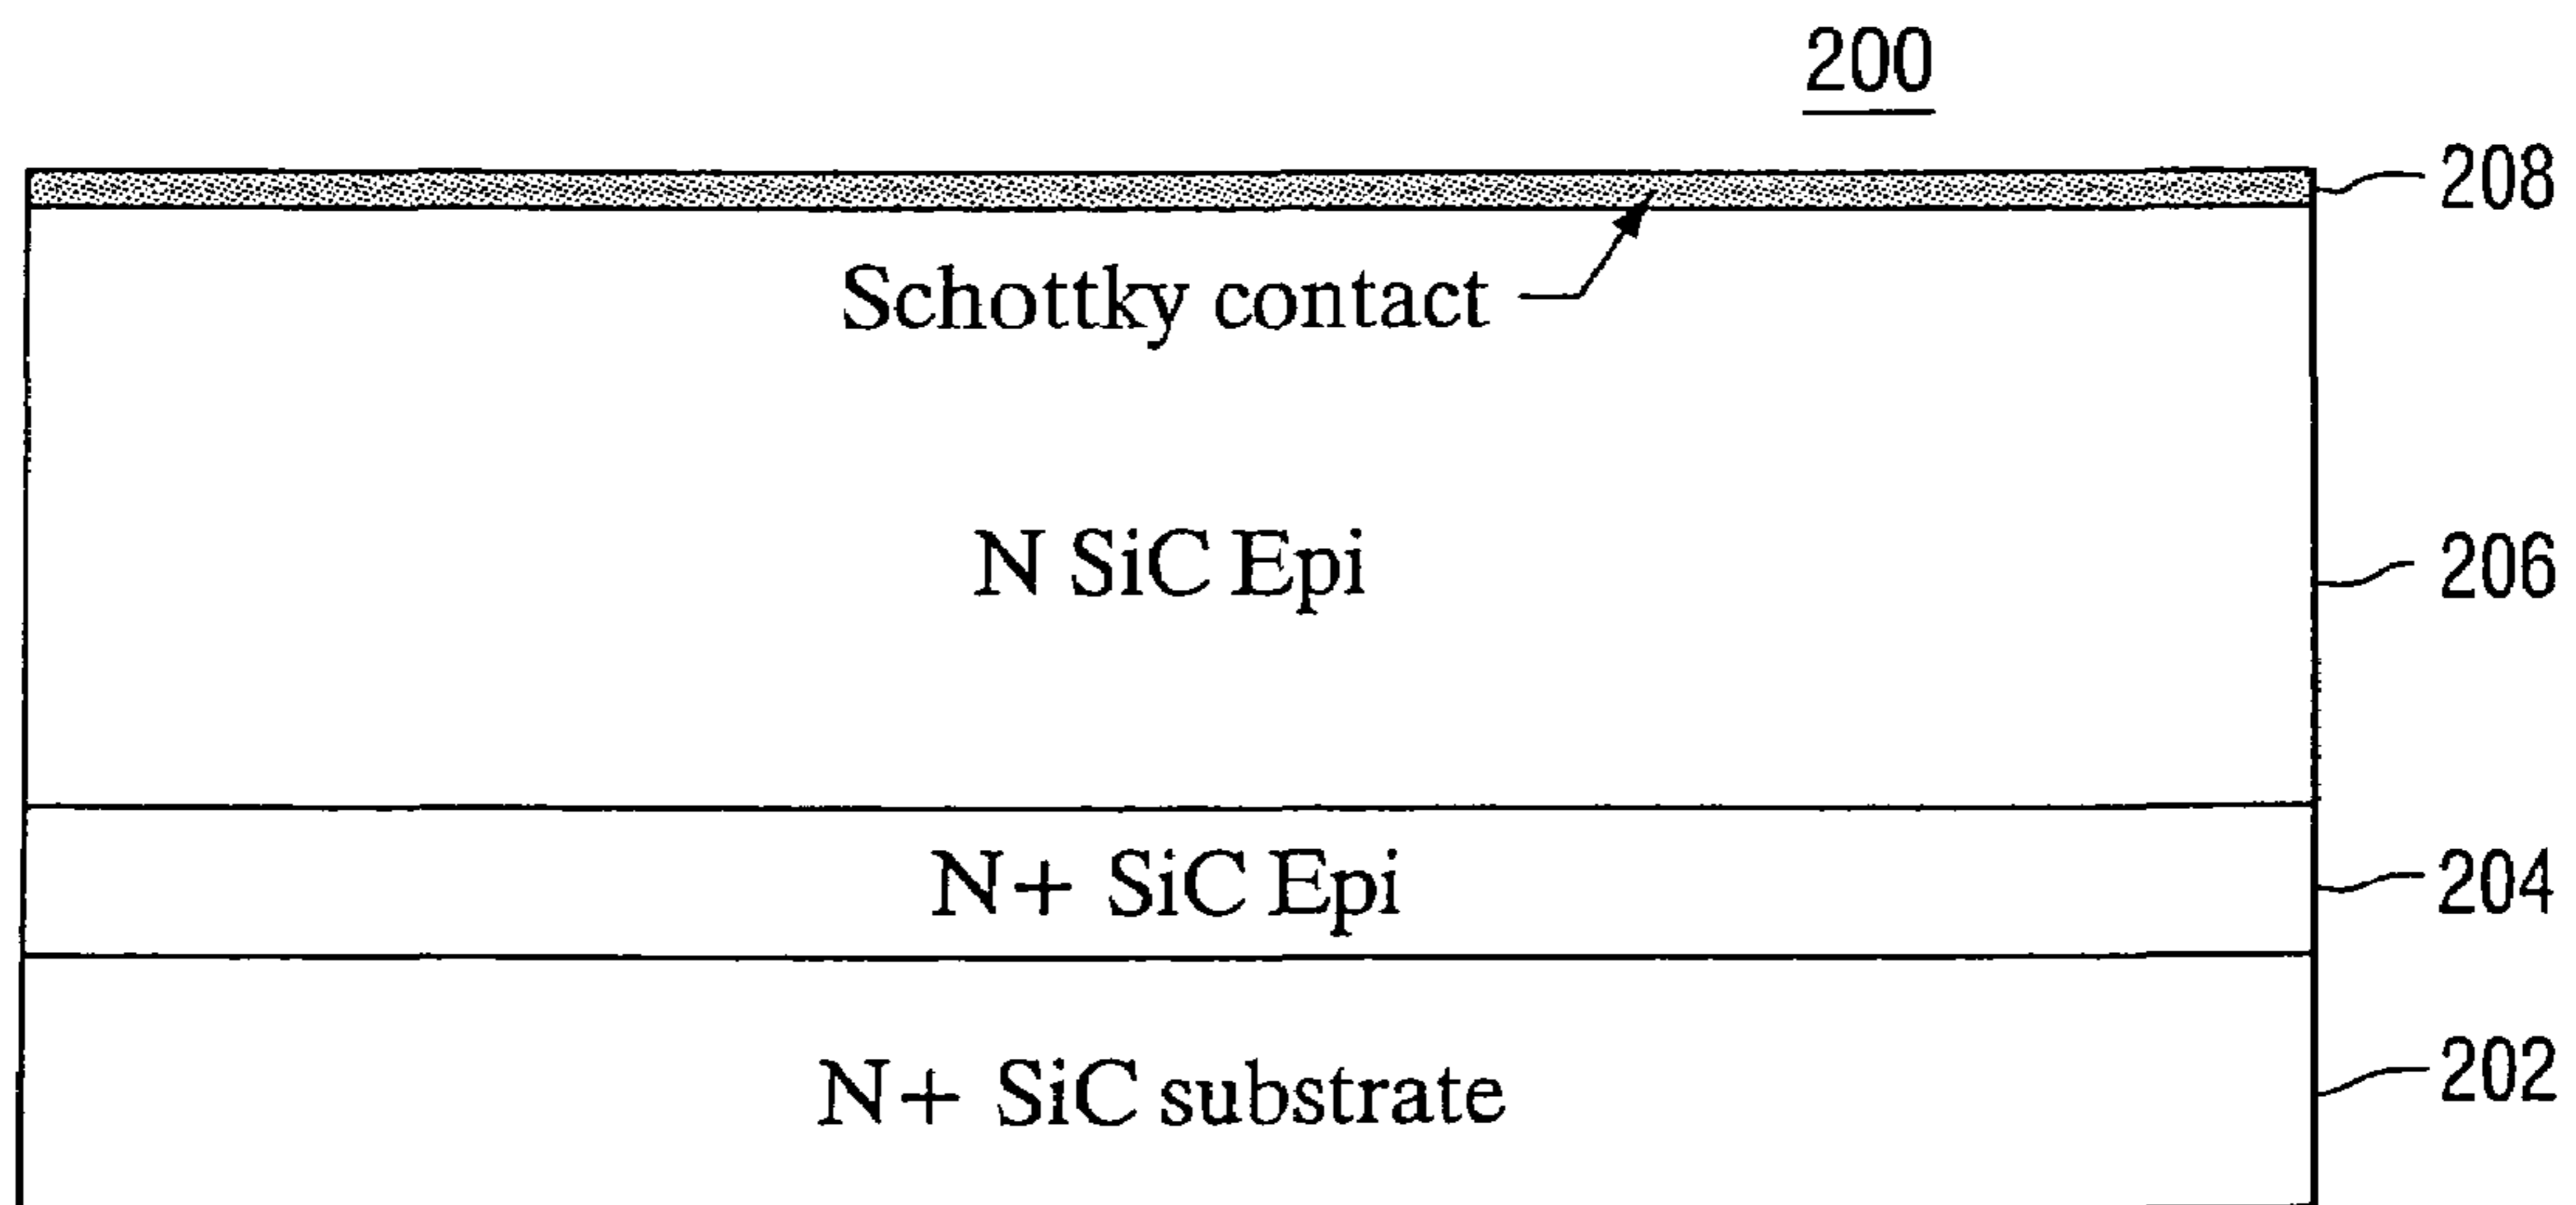 200
208
Schottky contact
N SiC Epi
206
N+ SiC Epi
204
N+ SiC substrate
202